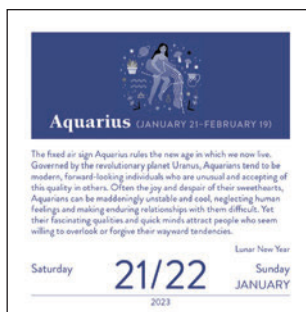 Aquarius (JANUARY 21–FEBRUARY 19)
The fixed air sign Aquarius rules the new age in which we now live.
Governed by the revolutionary planet Uranus, Aquarians tend to be
modern, forward-looking individuals who are unusual and accepting of
this quality in others. Often the joy and despair of their sweethearts,
Aquarians can be maddeningly unstable and cool, neglecting human
feelings and making enduring relationships with them difficult. Yet
their fascinating qualities and quick minds attract people who seem
willing to overlook or forgive their wayward tendencies.
Lunar New Year
Saturday 21/22 Sunday
JANUARY
2023